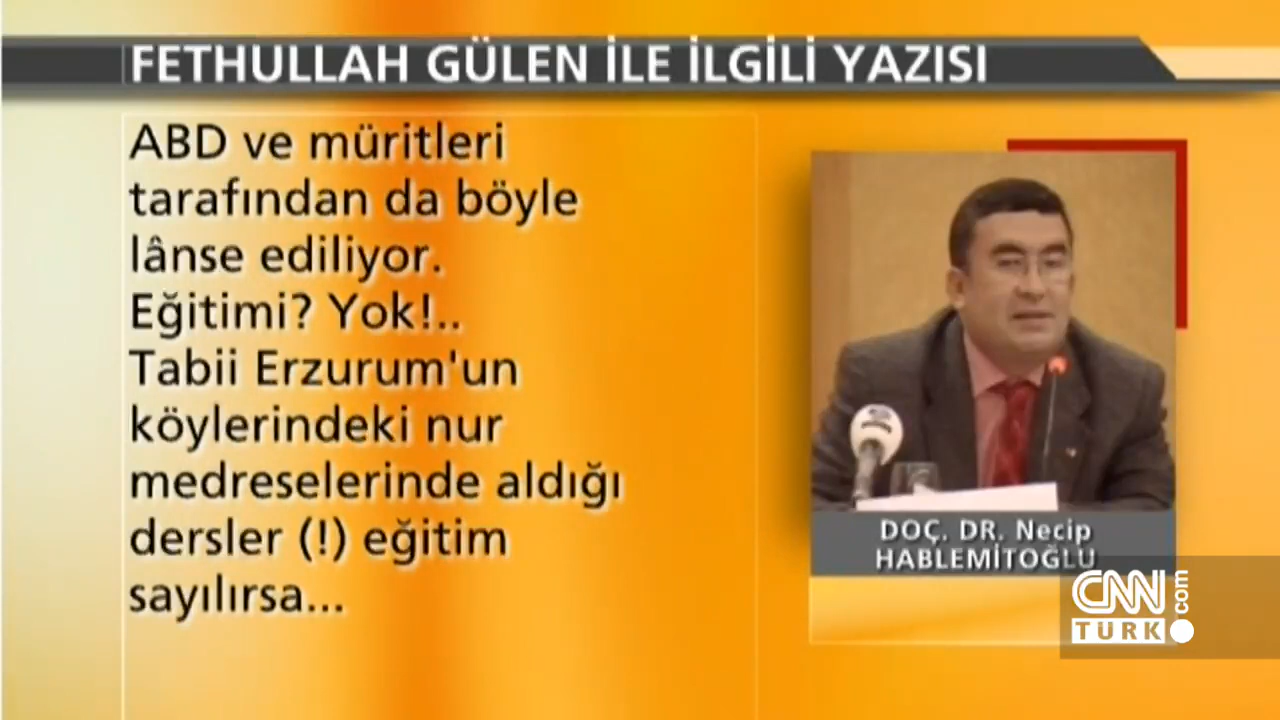 FETHULLAH GÜLEN İLE İLGİLİ YAZISI
ABD ve müritleri
tarafından da böyle
lânse ediliyor.
Eğitimi? Yok!..
Tabii Erzurum'un
köylerindeki nur
medreselerinde aldığı
dersler (!) eğitim
sayılırsa...
DOÇ. DR. Necip
HABLEMİTOĞLU
CNN
TURK
.com